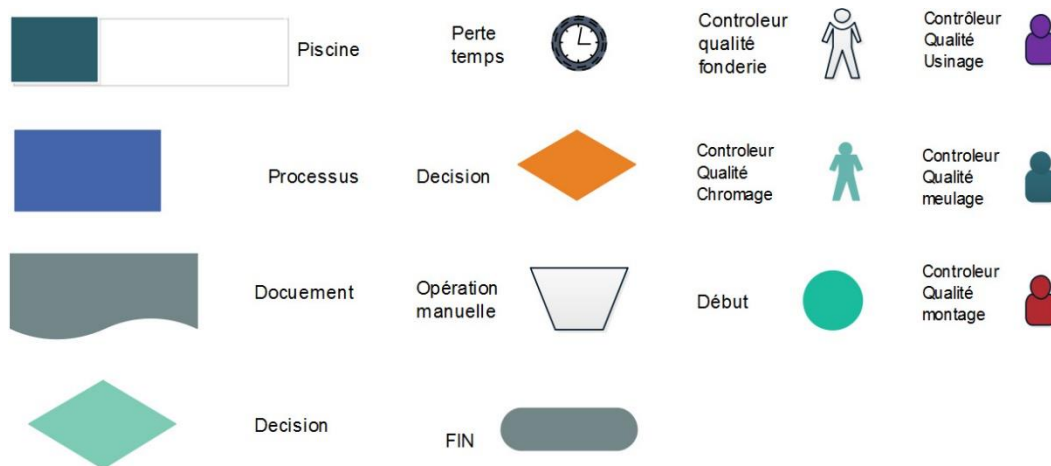 Piscine
Perte
temps
Controleur
qualité
fonderie
Contrôleur
Qualité
Usinage
Processus
Decision
Controleur
Qualité
Chromage
Controleur
Qualité
meulage
Docuement
Opération
manuelle
Début
Controleur
Qualité
montage
Decision
FIN